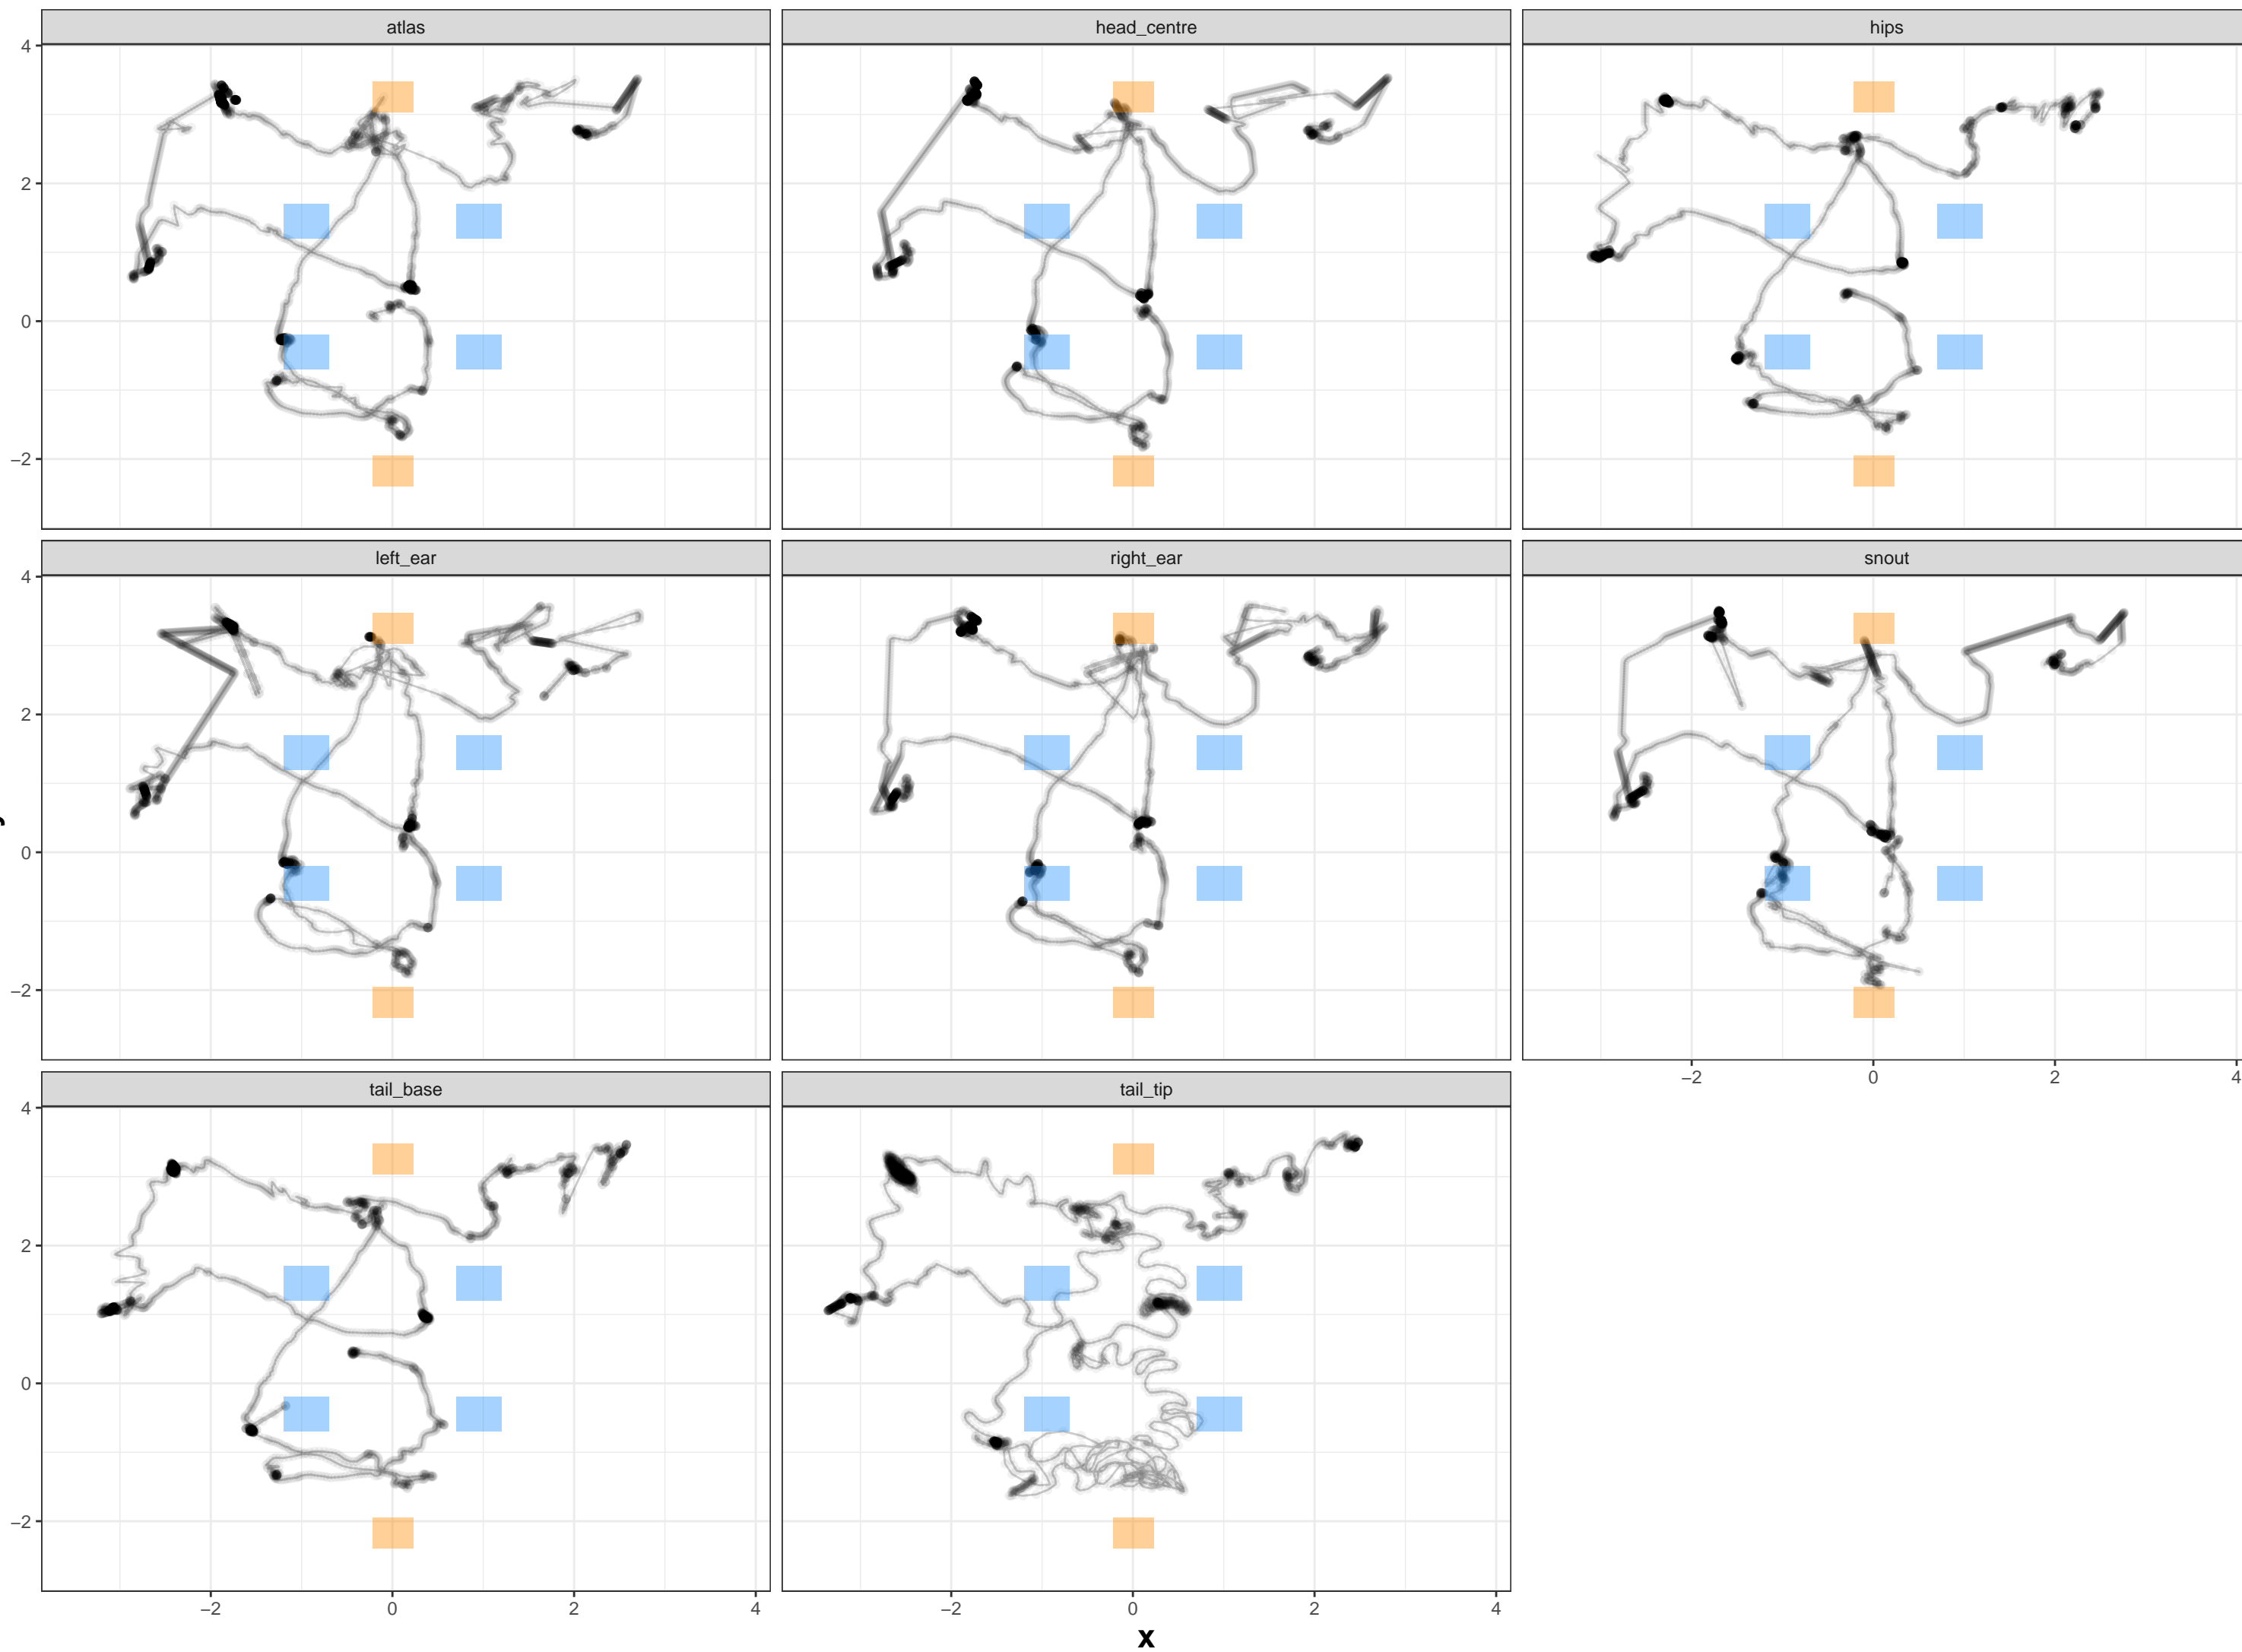 atlas head_centre hips
4
2
0
−2
left_ear right_ear snout
4
2
0
−2
−2 0 2 4
tail_base tail_tip
4
2
0
−2
−2 0 2 4 −2 0 2 4
x